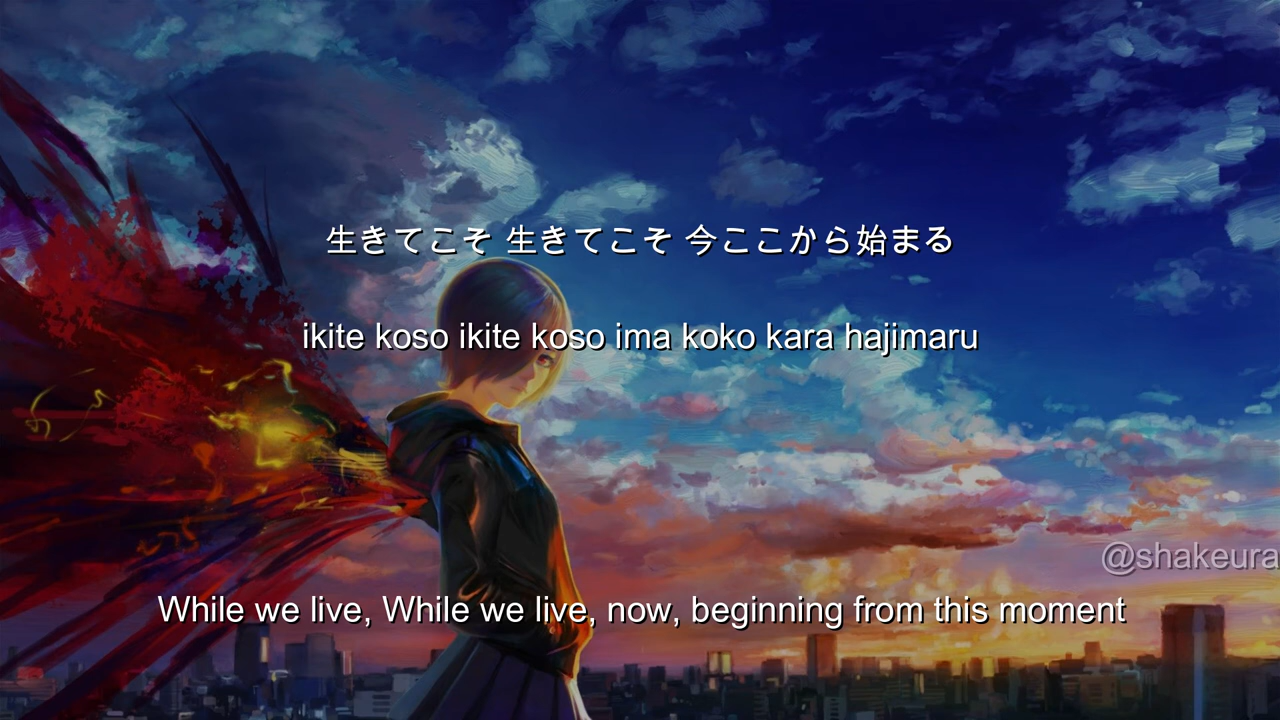 生きてこそ 生きてこそ 今ここから始まる
ikite koso ikite koso ima koko kara hajimaru
@shakeura
While we live, While we live, now, beginning from this moment